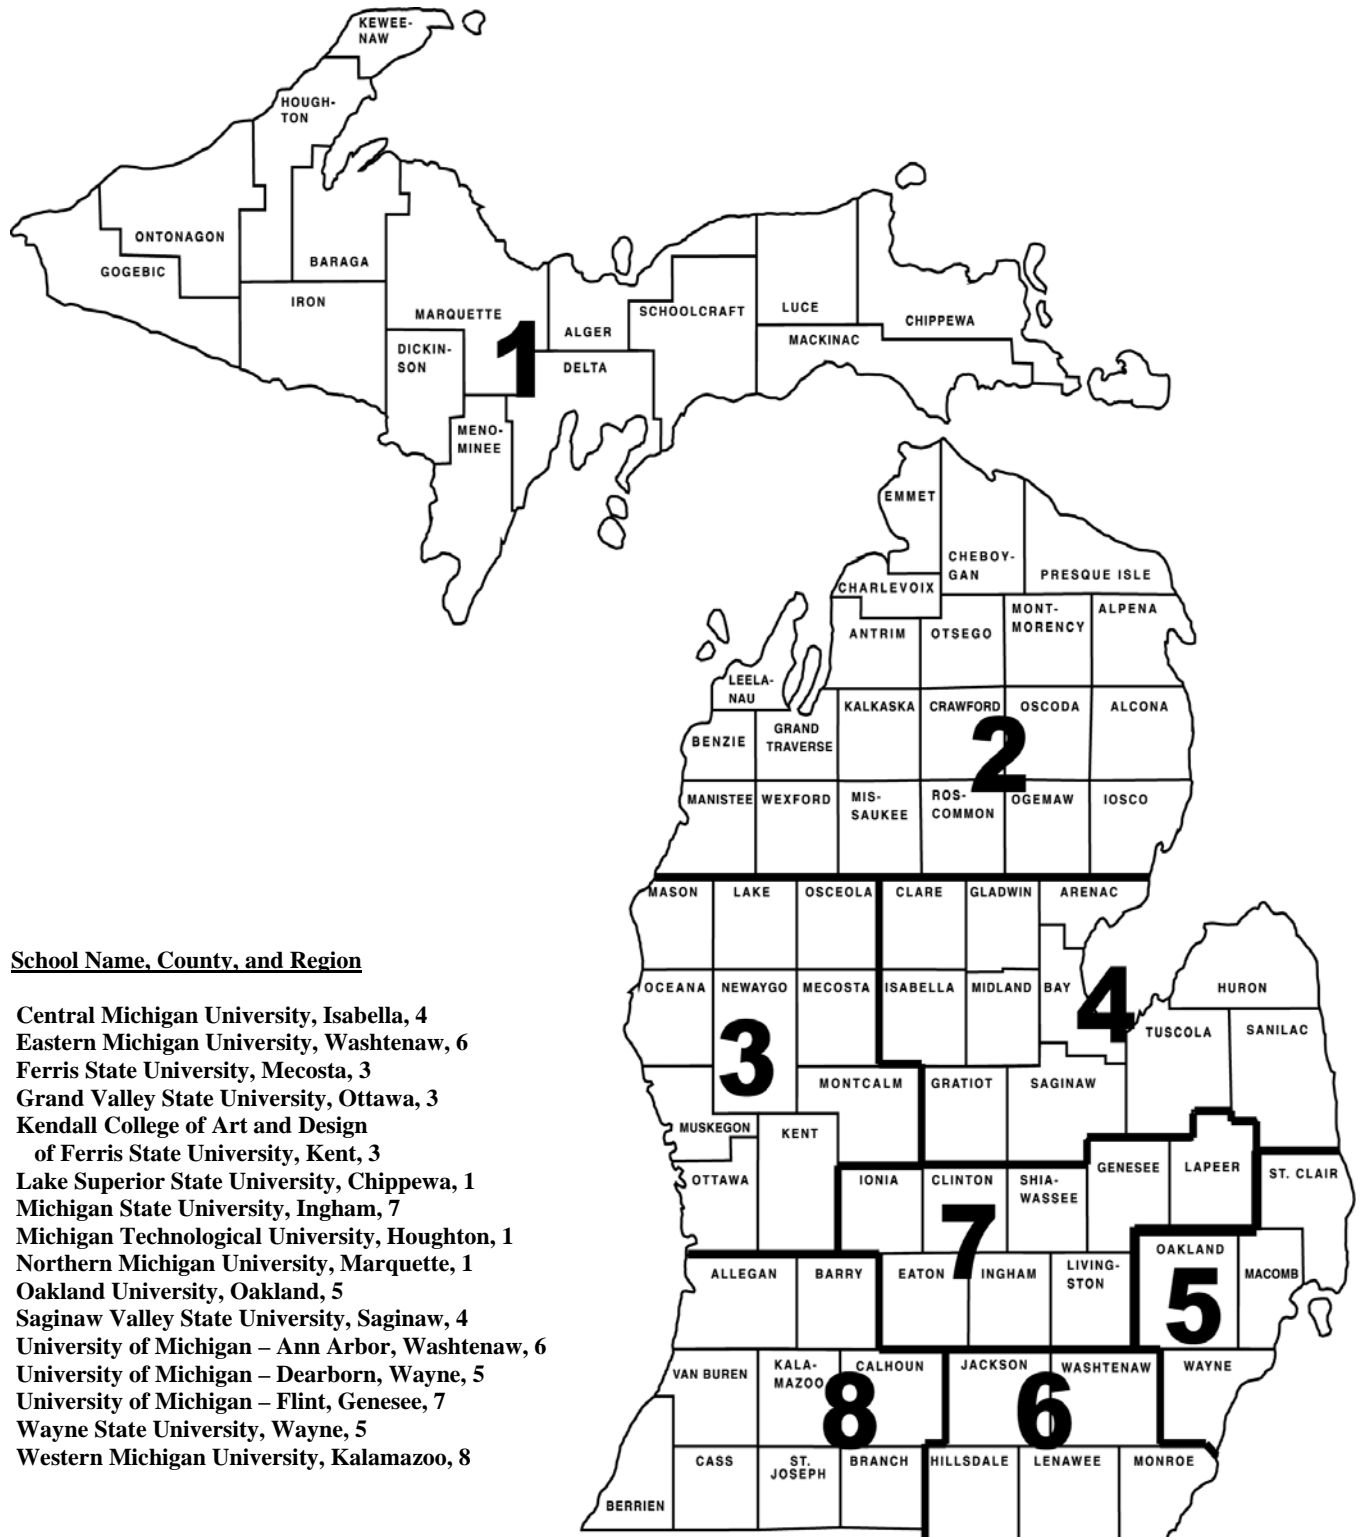 KEWEE-
NAW
HOUGH-
TON
ONTONAGON
GOGEBIC
BARAGA
IRON
MARQUETTE
1
DICKIN-
SON
MENO-
MINEE
ALGER
DELTA
SCHOOLCRAFT
LUCE
CHIPPEWA
MACKINAC
EMMET
CHEBOY-
GAN
PRESQUE ISLE
CHARLEVOIX
ANTRIM
OTSEGO
MONT-
MORENCY
ALPENA
LEELA-
NAU
KALKASKA
CRAWFORD
OSCODA
ALCONA
BENZIE
GRAND
TRAVERSE
2
MANISTEE
WEXFORD
MIS-
SAUKEE
ROS-
COMMON
OGEMAW
IOSCO
MASON
LAKE
OSCEOLA
CLARE
GLADWIN
ARENAC
OCEANA
NEWAYGO
MECOSTA
ISABELLA
MIDLAND
BAY
4
HURON
TUSCOLA
SANILAC
3
MONTCALM
GRATIOT
SAGINAW
MUSKEGON
KENT
OTTAWA
IONIA
CLINTON
SHIA-
WASSEE
GENESEE
LAPEER
ST. CLAIR
7
ALLEGAN
BARRY
EATON
INGHAM
LIVING-
STON
OAKLAND
MACOMB
5
VAN BUREN
KALA-
MAZOO
CALHOUN
JACKSON
WASHTENAW
WAYNE
8
6
CASS
ST.
JOSEPH
BRANCH
HILLSDALE
LENAWEE
MONROE
BERRIEN
School Name, County, and Region
Central Michigan University, Isabella, 4
Eastern Michigan University, Washtenaw, 6
Ferris State University, Mecosta, 3
Grand Valley State University, Ottawa, 3
Kendall College of Art and Design
of Ferris State University, Kent, 3
Lake Superior State University, Chippewa, 1
Michigan State University, Ingham, 7
Michigan Technological University, Houghton, 1
Northern Michigan University, Marquette, 1
Oakland University, Oakland, 5
Saginaw Valley State University, Saginaw, 4
University of Michigan – Ann Arbor, Washtenaw, 6
University of Michigan – Dearborn, Wayne, 5
University of Michigan – Flint, Genesee, 7
Wayne State University, Wayne, 5
Western Michigan University, Kalamazoo, 8